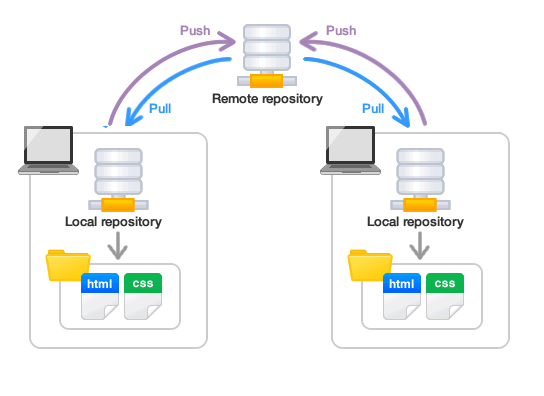 Push
Push
Pull
Pull
Remote repository
Local repository
Local repository
html
css
html
css